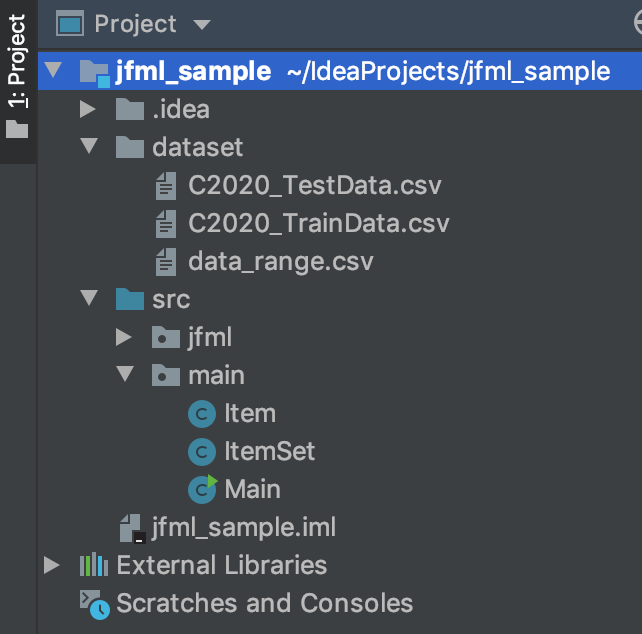 1: Project
Project
jfml_sample ~/IdeaProjects/jfml_sample
.idea
dataset
C2020_TestData.csv
C2020_TrainData.csv
data_range.csv
src
jfml
main
C Item
C ItemSet
C Main
jfml_sample.iml
External Libraries
Scratches and Consoles